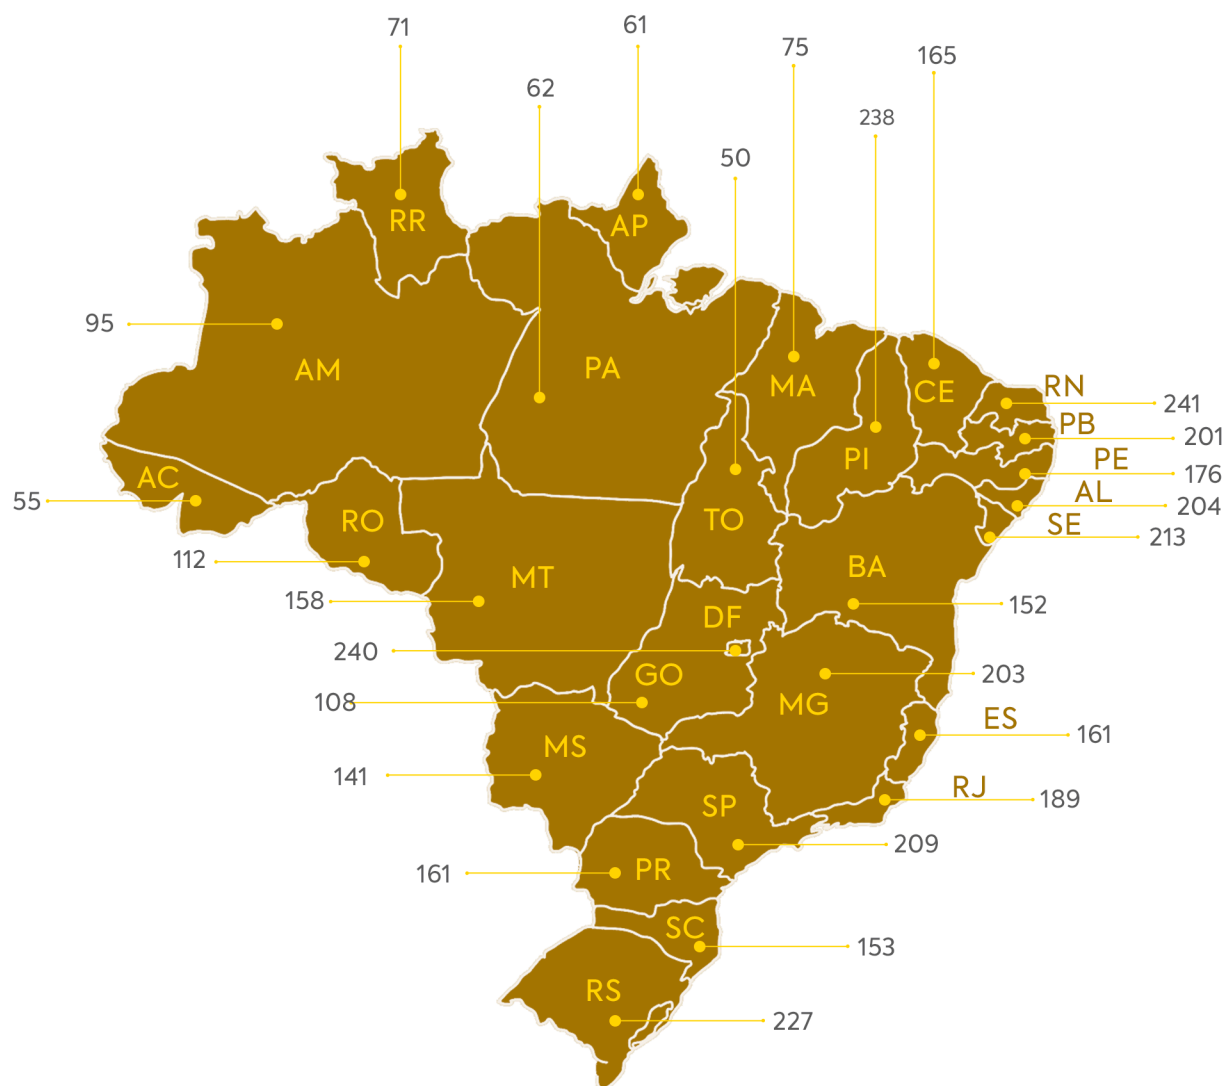 71
61
75
165
62
238
50
RR
AP
95
AM
PA
MA
CE
RN
241
PB
201
PI
PE
176
AC
AL
204
55
RO
TO
SE
213
112
MT
BA
158
152
DF
240
GO
203
108
MG
ES
161
MS
141
SP
RJ
189
209
161
PR
SC
153
RS
227